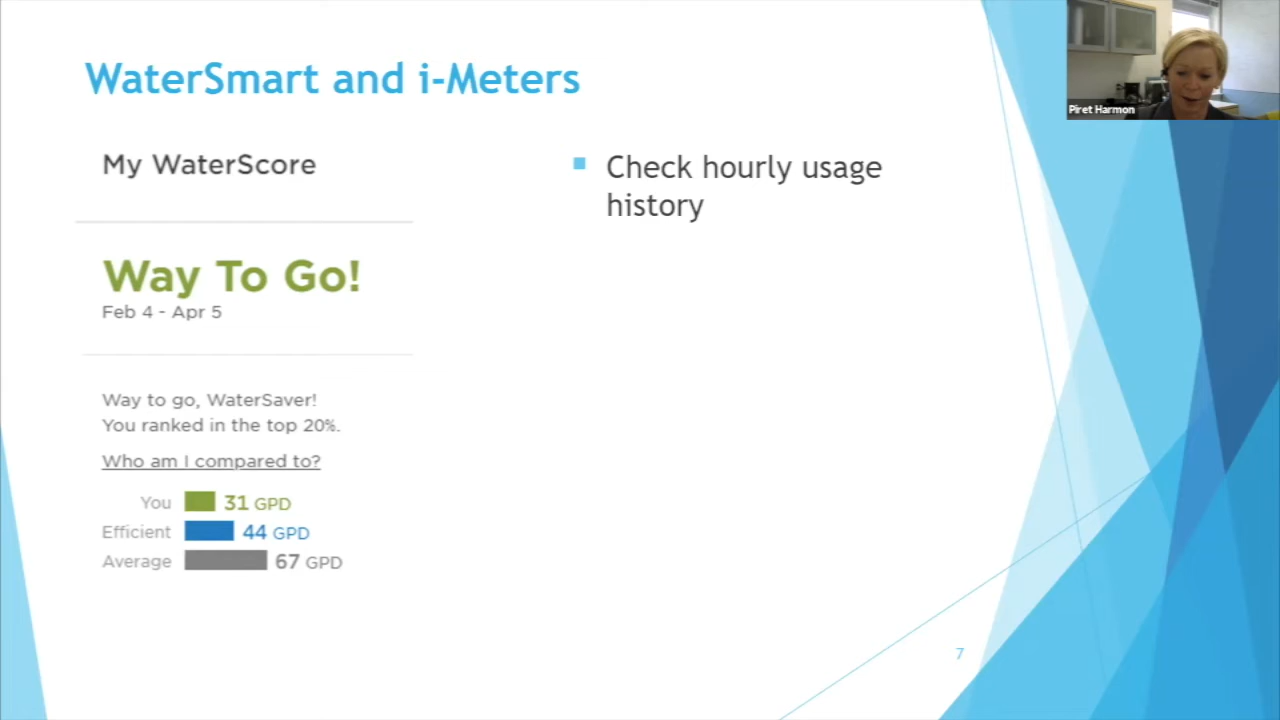 WaterSmart and i-Meters
Piret Harmon
My WaterScore
Way To Go!
Feb 4 - Apr 5
Way to go, WaterSaver!
You ranked in the top 20%.
Who am I compared to?
You 31 GPD
Efficient 44 GPD
Average 67 GPD
Check hourly usage
history
7